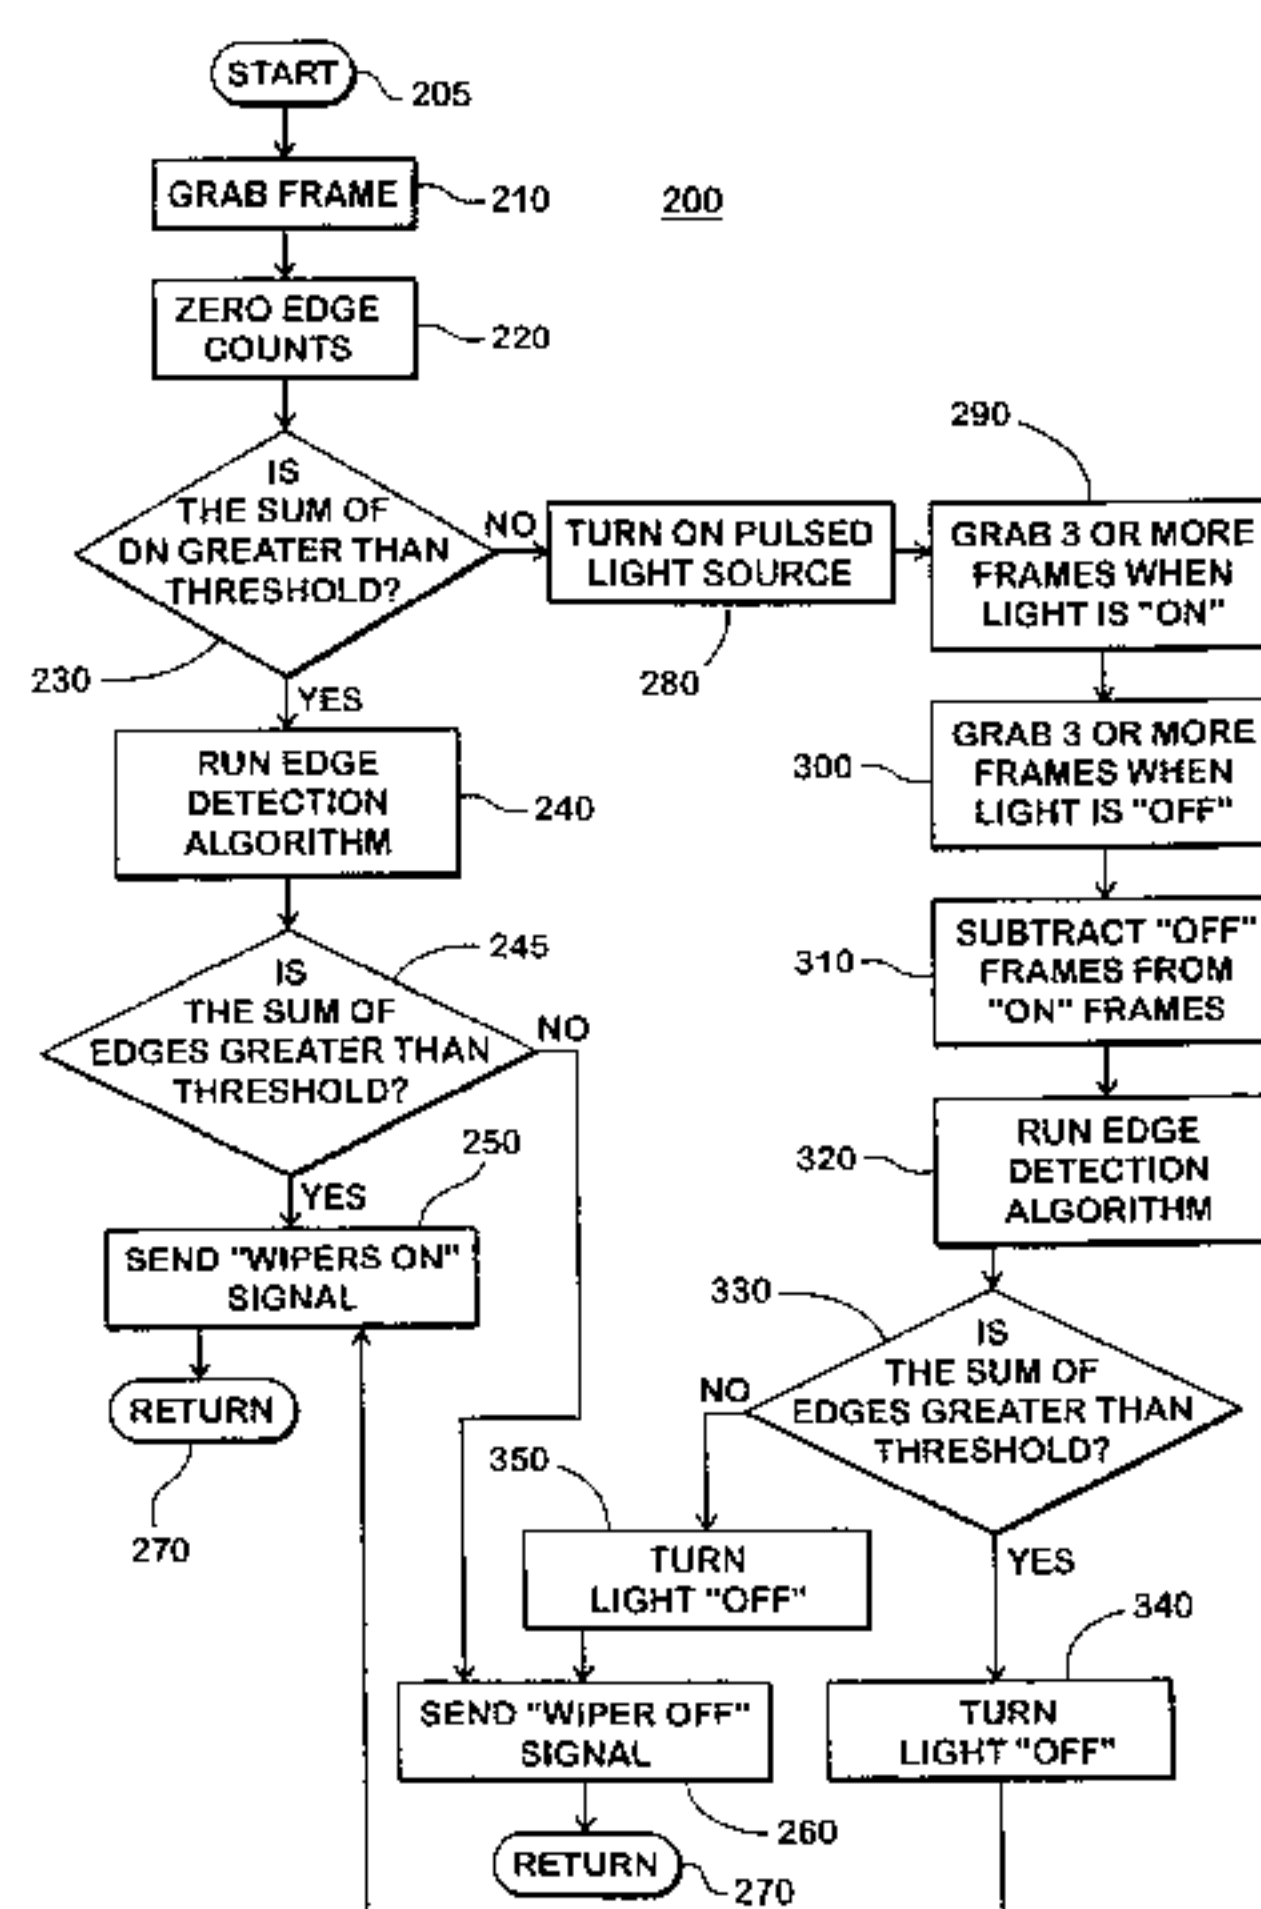 START
205
GRAB FRAME
210
200
ZERO EDGE
COUNTS
220
IS
THE SUM OF
DN GREATER THAN
THRESHOLD?
230
NO
YES
TURN ON PULSED
LIGHT SOURCE
280
290
GRAB 3 OR MORE
FRAMES WHEN
LIGHT IS "ON"
300
GRAB 3 OR MORE
FRAMES WHEN
LIGHT IS "OFF"
310
SUBTRACT "OFF"
FRAMES FROM
"ON" FRAMES
320
RUN EDGE
DETECTION
ALGORITHM
RUN EDGE
DETECTION
ALGORITHM
240
245
IS
THE SUM OF
EDGES GREATER THAN
THRESHOLD?
NO
YES
250
SEND "WIPERS ON"
SIGNAL
RETURN
270
330
IS
THE SUM OF
EDGES GREATER THAN
THRESHOLD?
NO
YES
350
TURN
LIGHT "OFF"
340
TURN
LIGHT "OFF"
SEND "WIPER OFF"
SIGNAL
260
RETURN
270